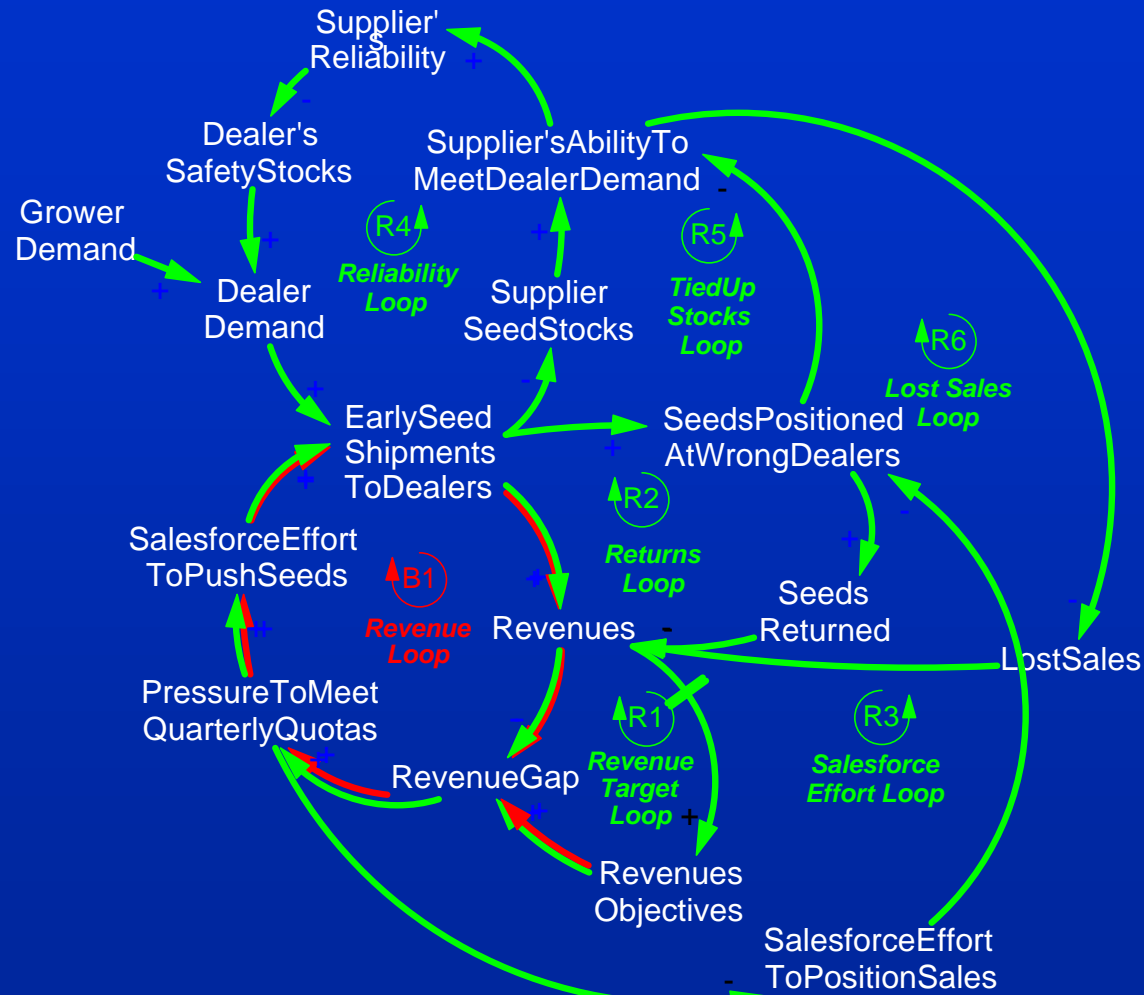 Supplier'
s
Reliability
+
-
Dealer's
SafetyStocks
Supplier'sAbilityTo
MeetDealerDemand
-
Grower
Demand
+
+
R4
Reliability
Loop
+
R5
TiedUp
Stocks
Loop
Dealer
Demand
Supplier
SeedStocks
R6
Lost Sales
Loop
+
-
EarlySeed
Shipments
ToDealers
+
SeedsPositioned
AtWrongDealers
+
R2
Returns
Loop
-
+
SalesforceEffort
ToPushSeeds
B1
Revenue
Loop
+
Seeds
Returned
-
Revenues
-
+
LostSales
PressureToMeet
QuarterlyQuotas
-
R1
Revenue
Target
Loop
+
R3
Salesforce
Effort Loop
+
RevenueGap
+
Revenues
Objectives
SalesforceEffort
ToPositionSales
-